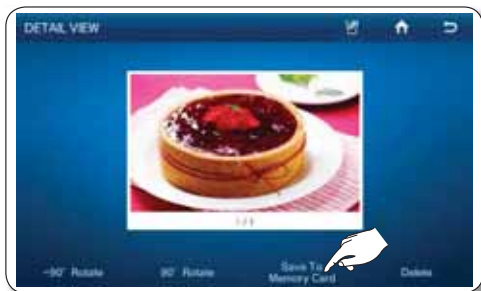 DETAIL VIEW
-90° Rotate
90° Rotate
Save To
Memory Card
Delete